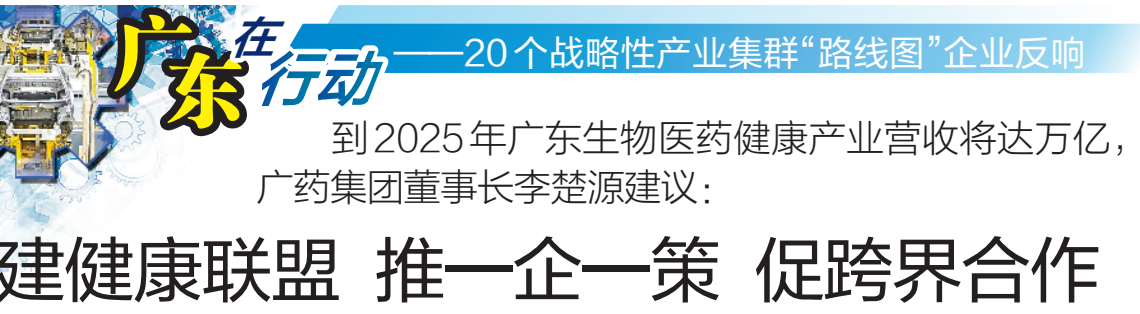 广东在行动——20个战略性产业集群“路线图”企业反响
到2025年广东生物医药健康产业营收将达万亿,
广药集团董事长李楚源建议:
建健康联盟 推一企一策 促跨界合作